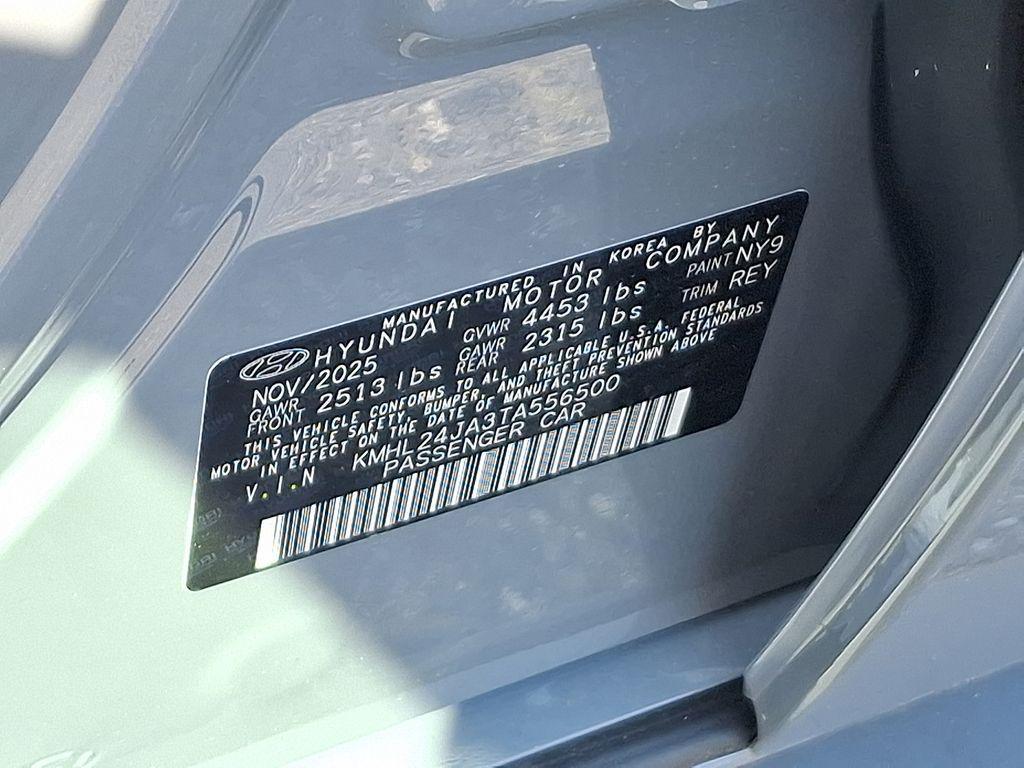 MANUFACTURED IN KOREA BY
HYUNDAI MOTOR COMPANY
NOV/2025 GVWR 4453 lbs PAINT NY9
GAWR FRONT 2513 lbs GAWR REAR 2315 lbs TRIM REY
THIS VEHICLE CONFORMS TO ALL APPLICABLE U.S.A. FEDERAL
MOTOR VEHICLE SAFETY, BUMPER, AND THEFT PREVENTION STANDARDS
IN EFFECT ON THE DATE OF MANUFACTURE SHOWN ABOVE
V.I.N KMHL24JA3TA556500
PASSENGER CAR